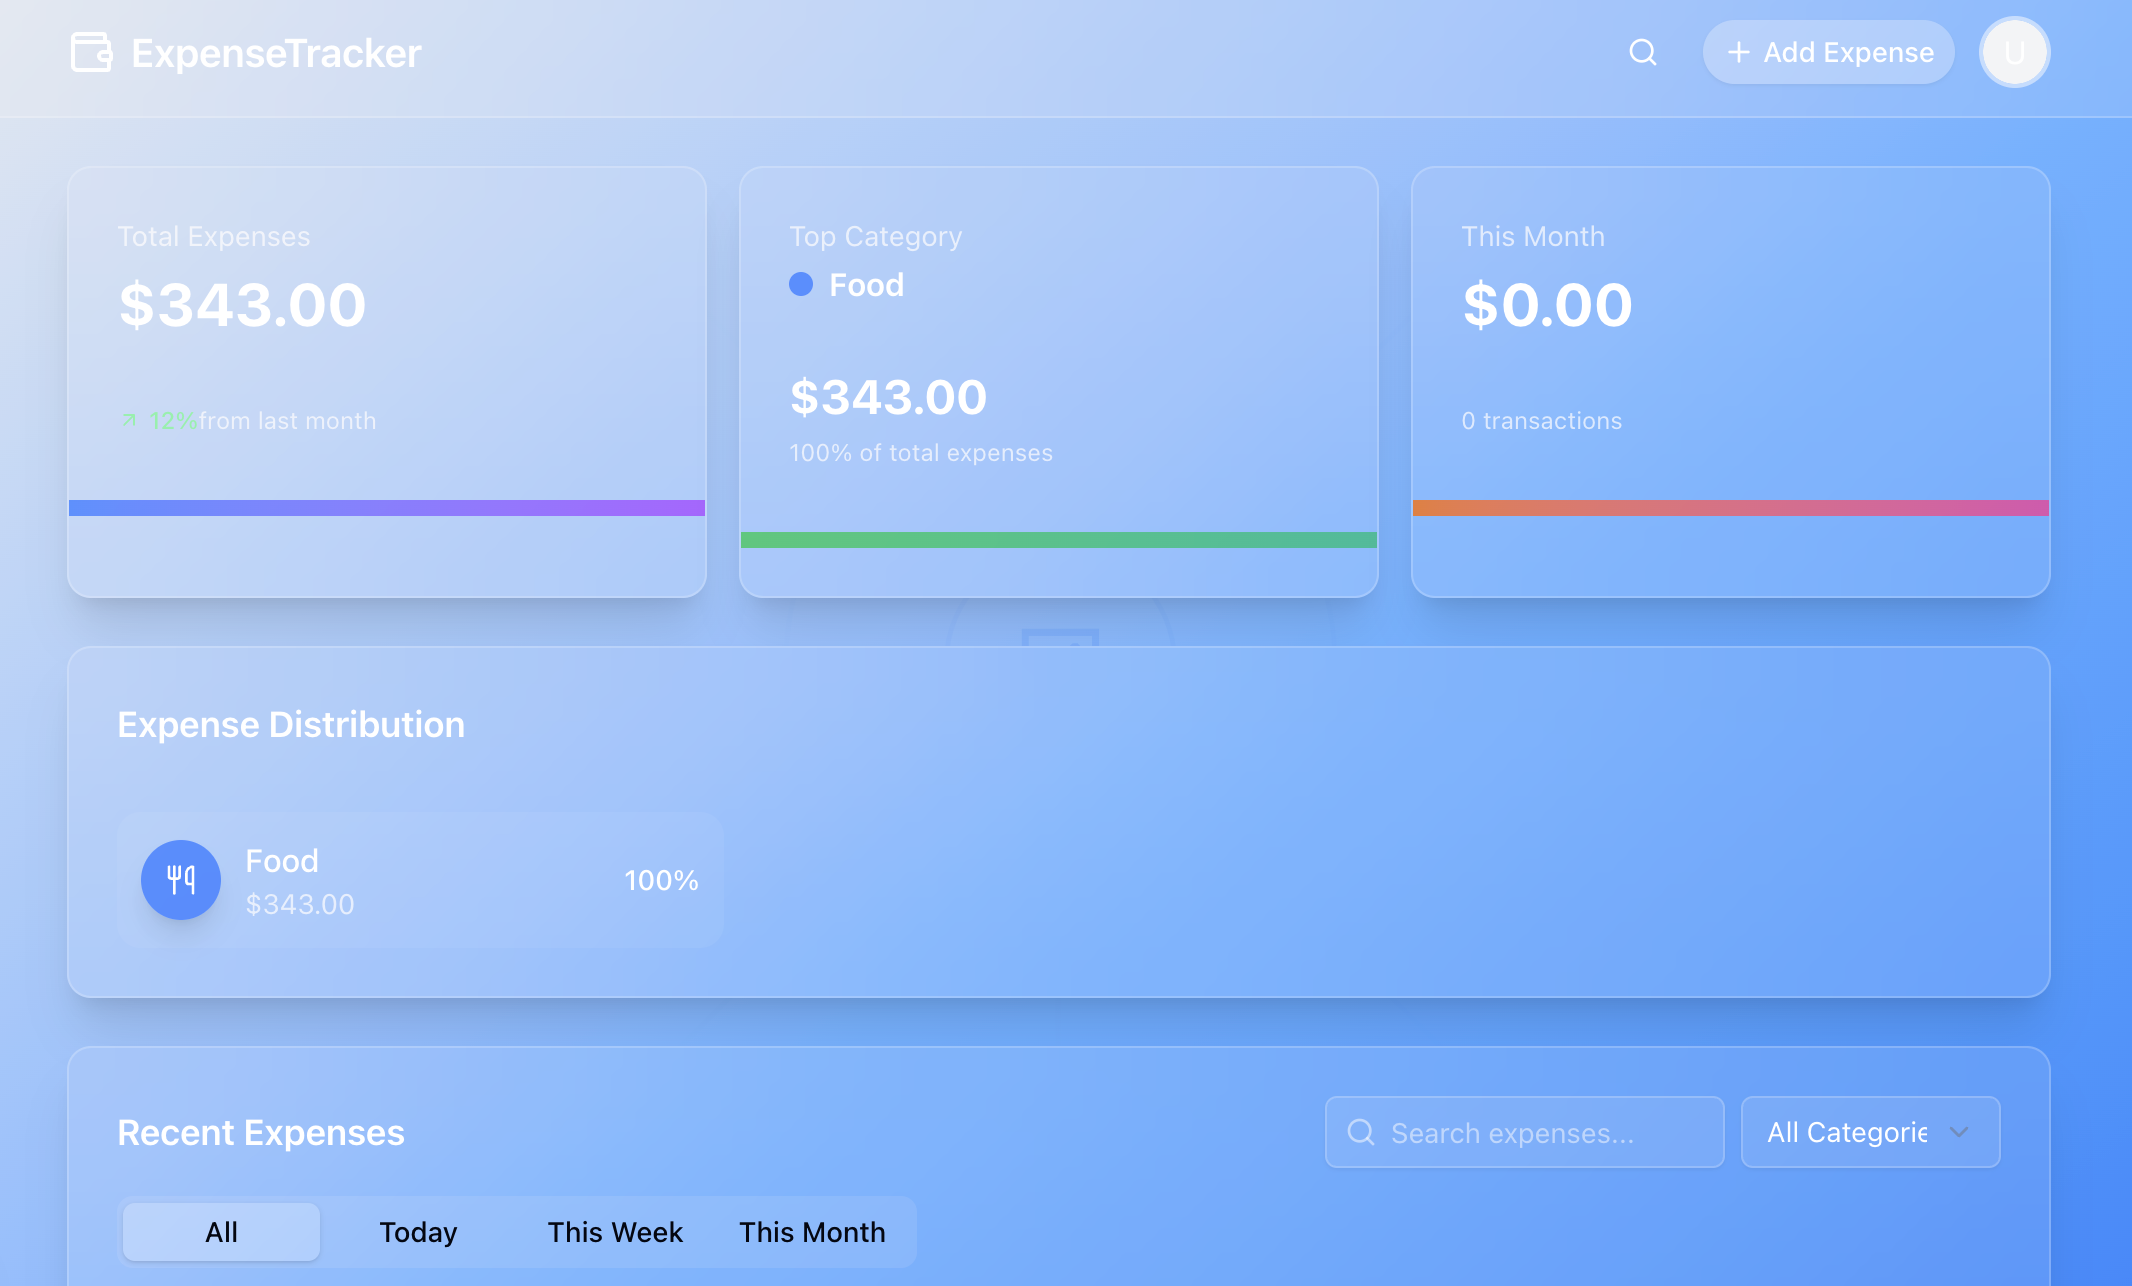 ExpenseTracker
Add Expense
U
Total Expenses
$343.00
12%from last month
Top Category
Food
$343.00
100% of total expenses
This Month
$0.00
0 transactions
Expense Distribution
Food
$343.00
100%
Recent Expenses
Search expenses...
All Categorie
All
Today
This Week
This Month